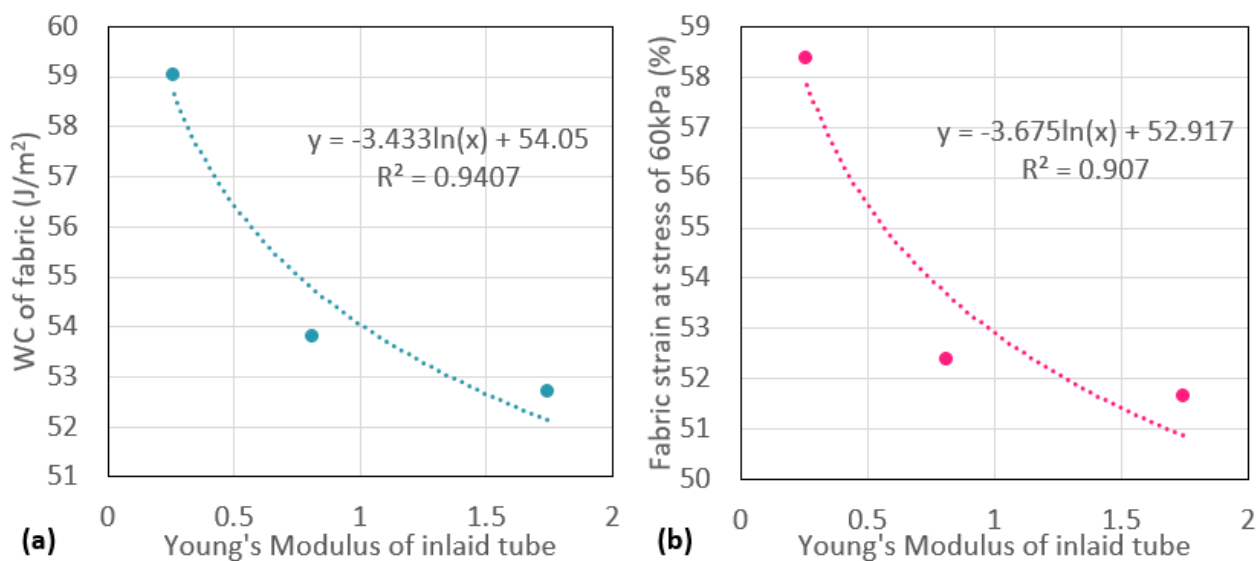 WC of fabric (J/m²)
60
59
58
57
56
55
54
53
52
51
y = -3.433ln(x) + 54.05
R² = 0.9407
0 0.5 1 1.5 2
(a) Young's Modulus of inlaid tube
Fabric strain at stress of 60kPa (%)
59
58
57
56
55
54
53
52
51
50
y = -3.675ln(x) + 52.917
R² = 0.907
0 0.5 1 1.5 2
(b) Young's Modulus of inlaid tube